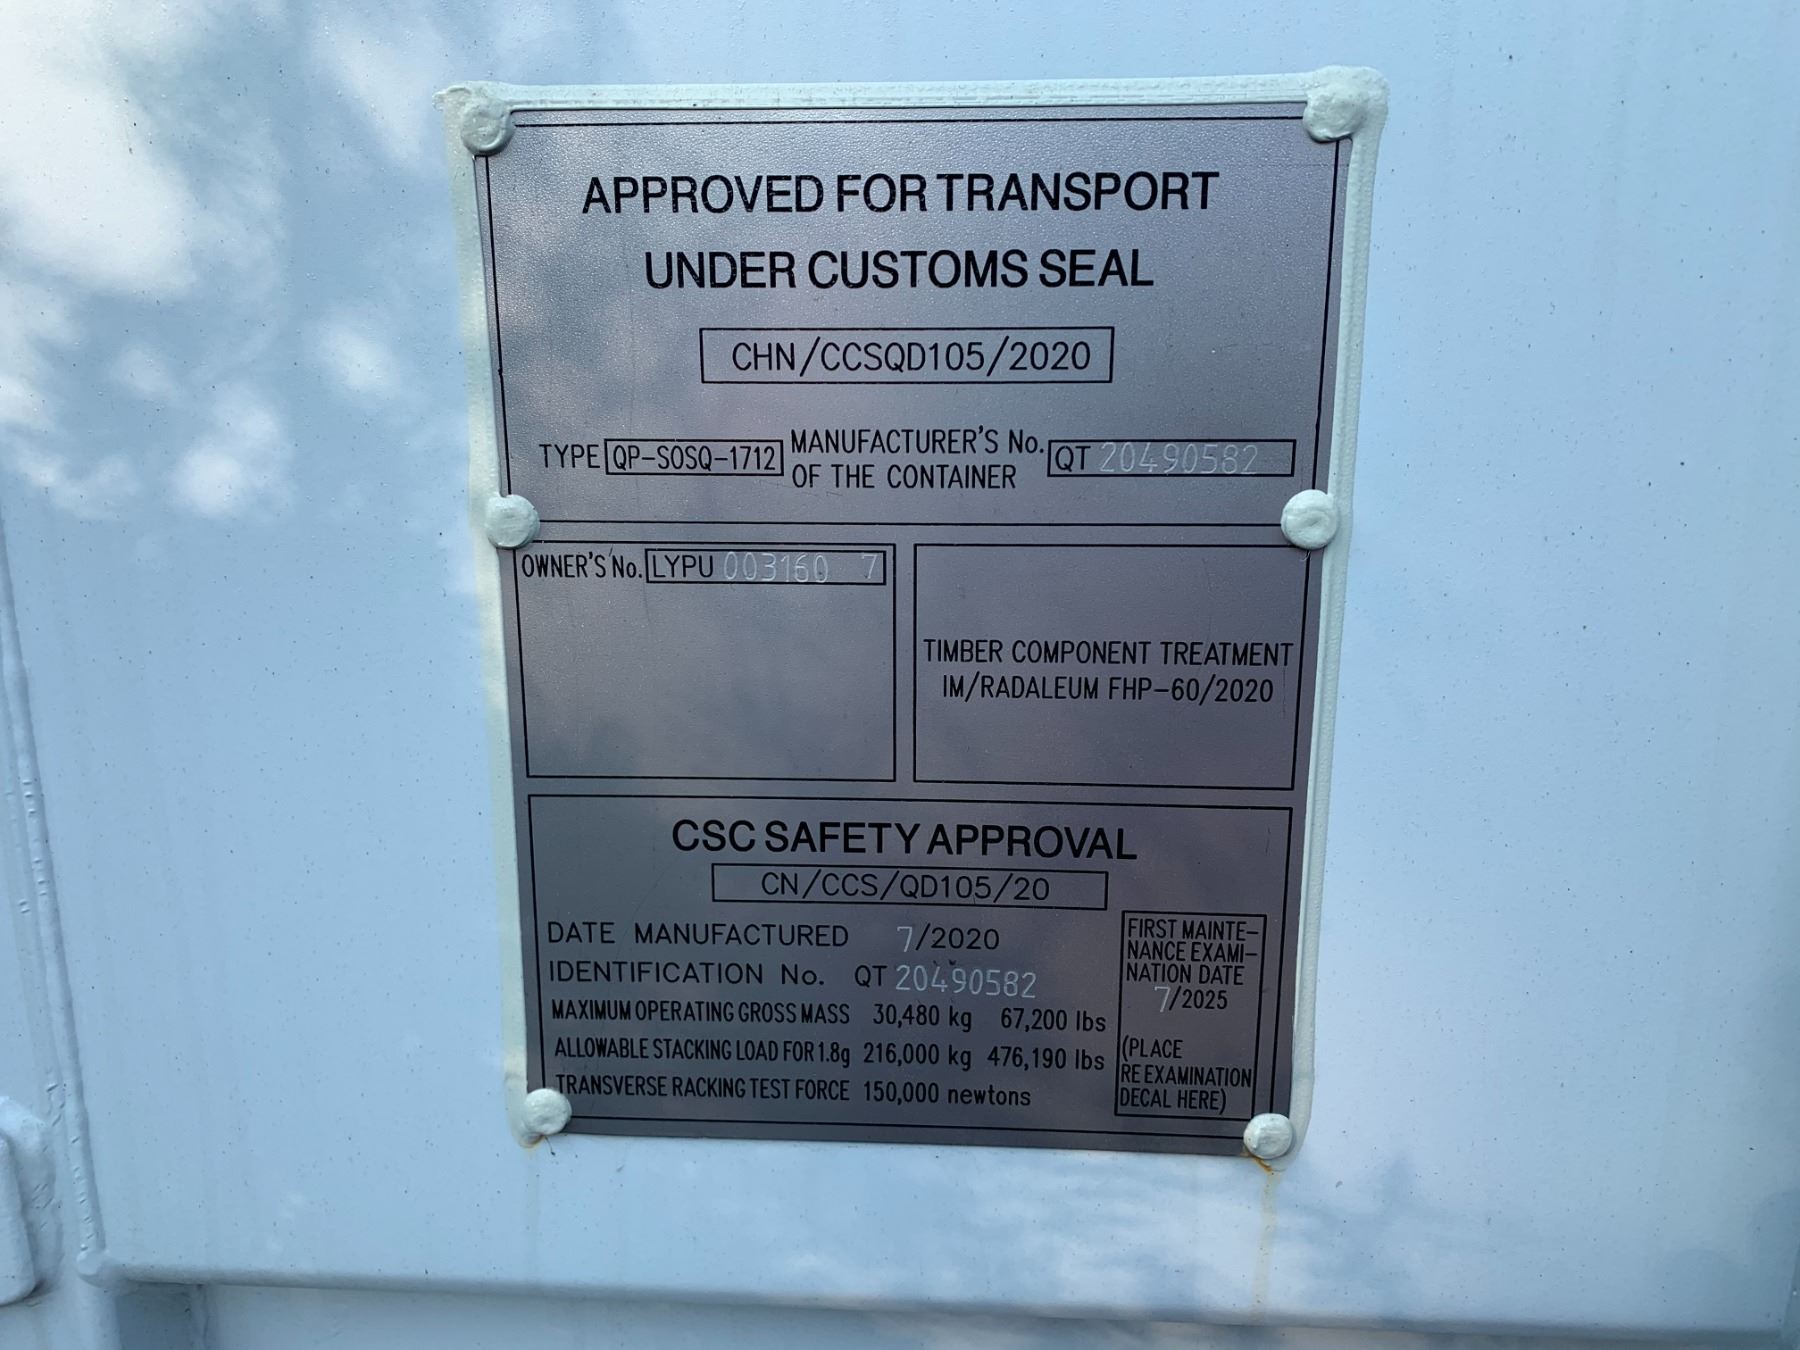 APPROVED FOR TRANSPORT
UNDER CUSTOMS SEAL
CHN/CCSQD105/2020
TYPE QP-SOSQ-1712 MANUFACTURER'S No. OF THE CONTAINER QT 20490582
OWNER'S No. LYPU 003160 7
TIMBER COMPONENT TREATMENT
IM/RADALEUM FHP-60/2020
CSC SAFETY APPROVAL
CN/CCS/QD105/20
DATE MANUFACTURED 7/2020
IDENTIFICATION No. QT 20490582
MAXIMUM OPERATING GROSS MASS 30,480 kg 67,200 lbs
ALLOWABLE STACKING LOAD FOR 1.8g 216,000 kg 476,190 lbs
TRANSVERSE RACKING TEST FORCE 150,000 newtons
FIRST MAINTE-
NANCE EXAMI-
NATION DATE
7/2025
(PLACE
RE EXAMINATION
DECAL HERE)